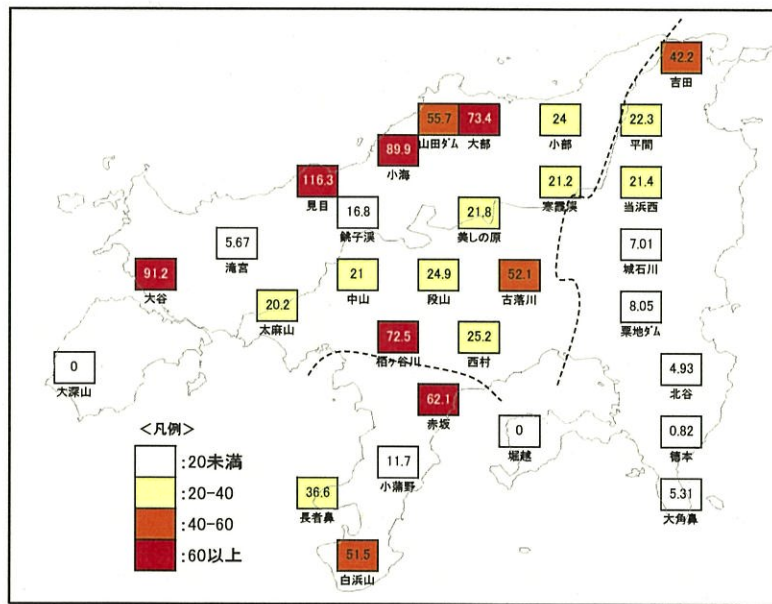 42.2
吉田
55.7
73.4
24
22.3
山田ダム
大部
小部
平間
89.9
小海
116.3
21.2
21.4
見目
寒霞渓
当浜西
16.8
21.8
銚子渓
美しの原
5.67
7.01
滝宮
城石川
91.2
21
24.9
52.1
大谷
中山
段山
古落川
20.2
8.05
太麻山
粟地ダム
72.5
25.2
栂ヶ谷川
西村
0
4.93
大深山
北谷
62.1
赤坂
<凡例>
0
0.82
堀越
徳本
:20未満
11.7
小蒲野
:20-40
36.6
5.31
長者鼻
大角鼻
:40-60
51.5
:60以上
白浜山